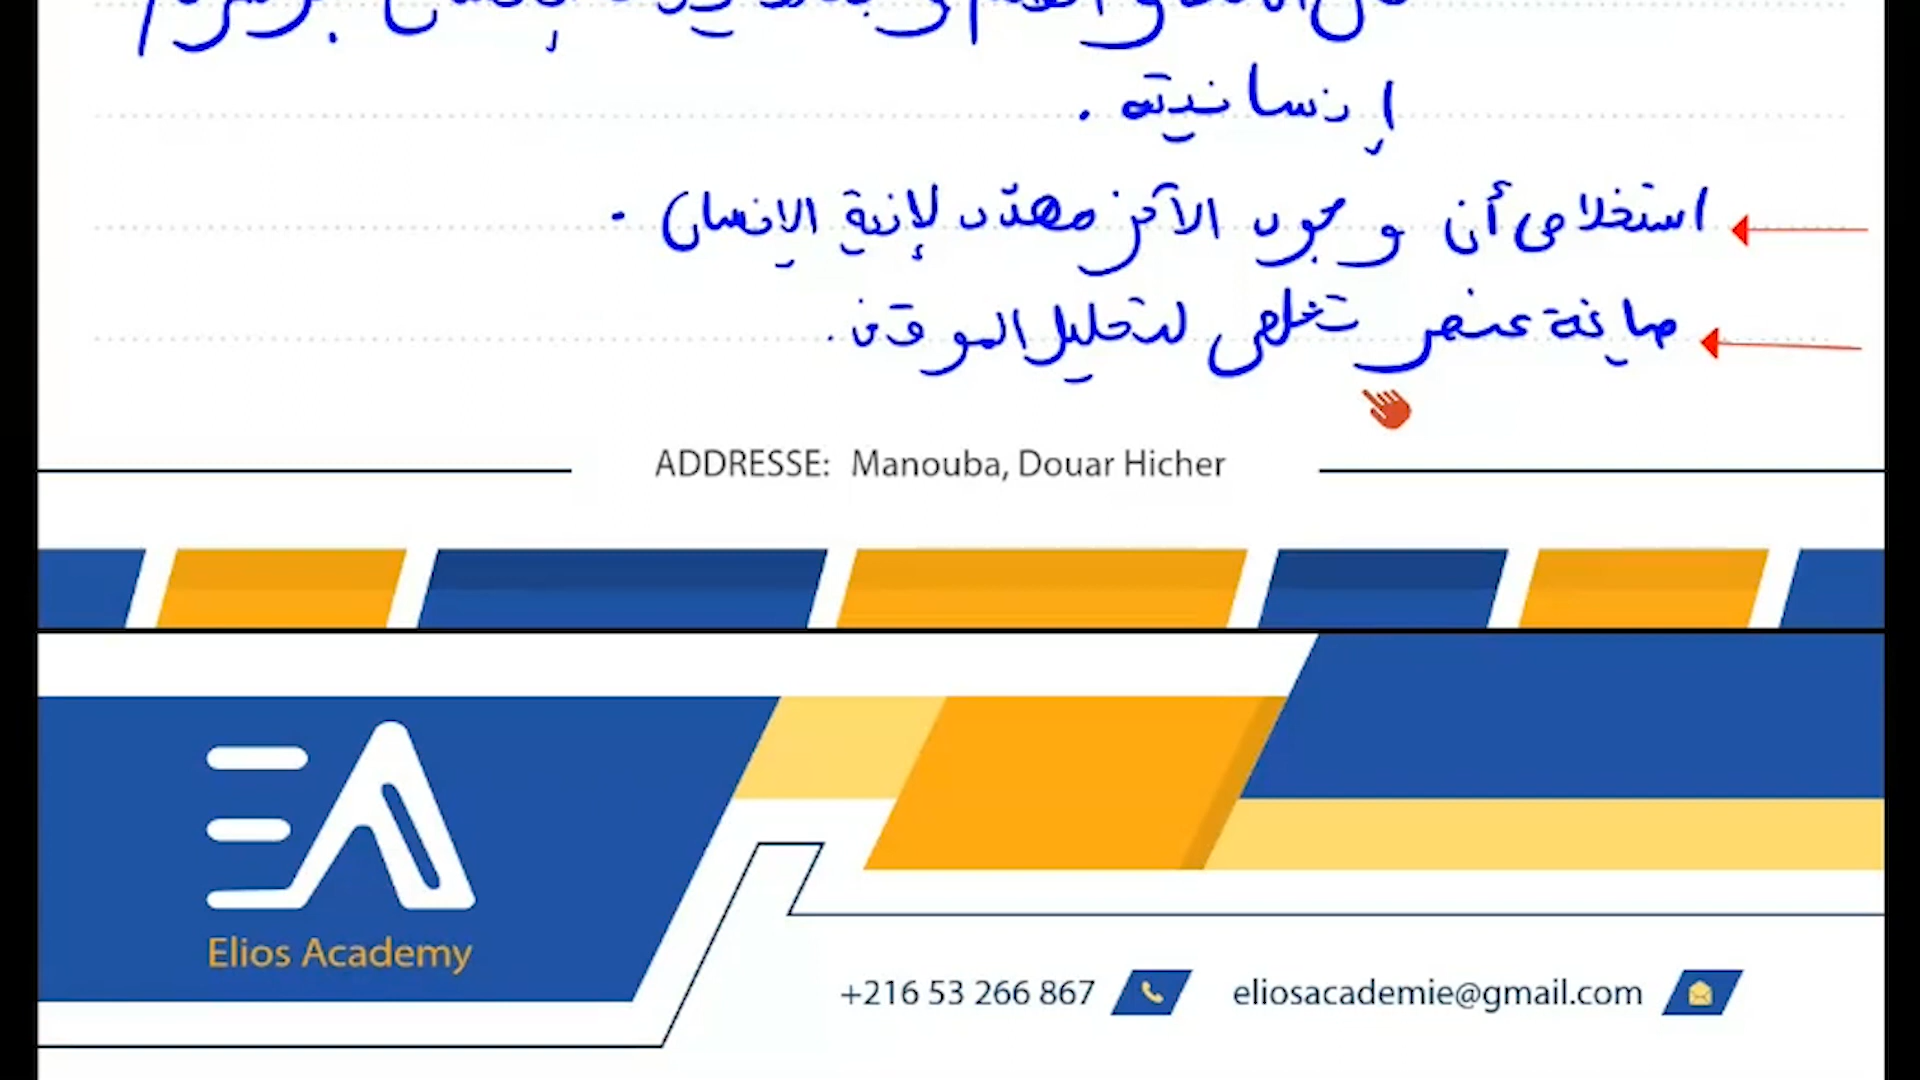 إنسانيته .
استخلاص أن وجود الآخر مهدد لإنية الإنسان .
صياغة عنصر تخلص لتحليل الموقف .
ADDRESSE: Manouba, Douar Hicher
EA
Elios Academy
+216 53 266 867
eliosacademie@gmail.com